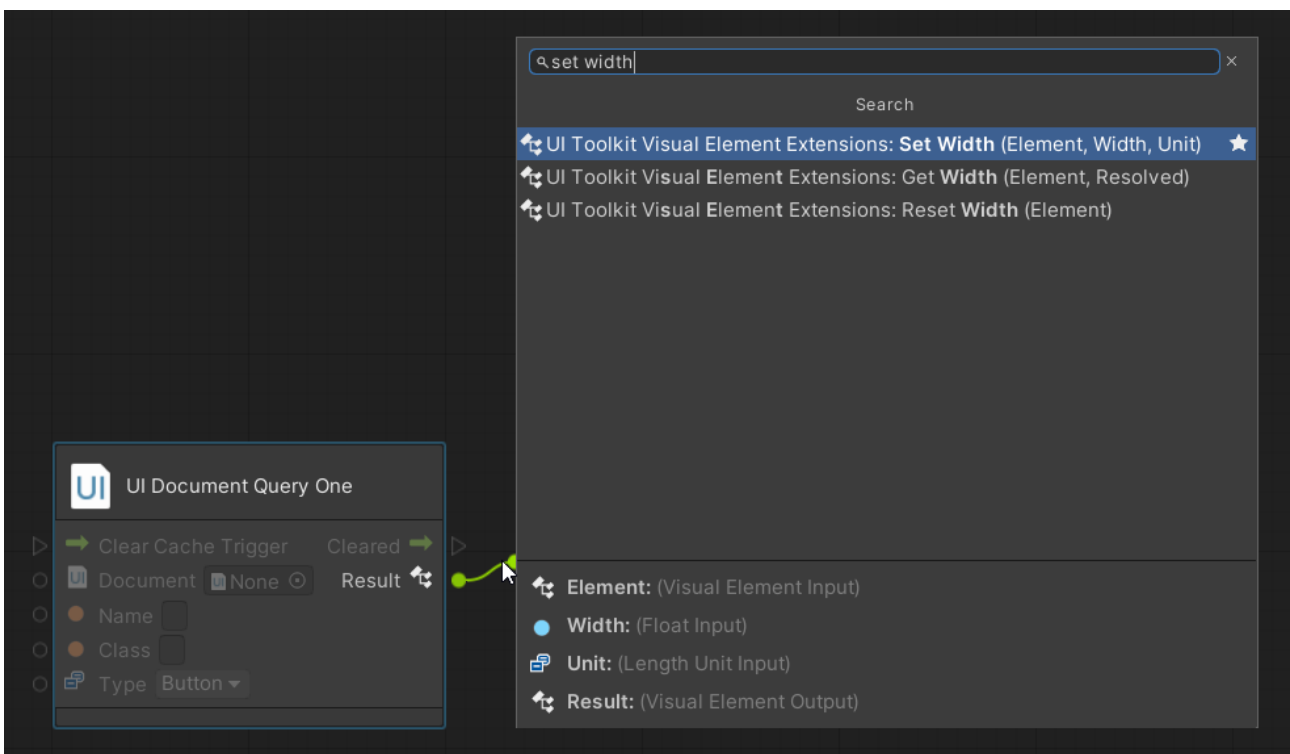 set width
×
Search
UI Toolkit Visual Element Extensions: Set Width (Element, Width, Unit)
UI Toolkit Visual Element Extensions: Get Width (Element, Resolved)
UI Toolkit Visual Element Extensions: Reset Width (Element)
UI
UI Document Query One
Clear Cache Trigger Cleared
UI Document UI None Result
Name
Class
Type Button
Element: (Visual Element Input)
Width: (Float Input)
Unit: (Length Unit Input)
Result: (Visual Element Output)